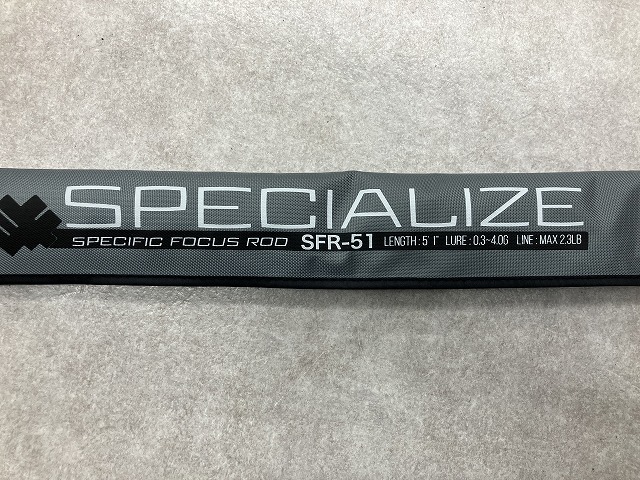 SPECIALIZE
SPECIFIC FOCUS ROD SFR-51 LENGTH : 5' 1" LURE : 0.3~4.0G LINE : MAX 2.3LB